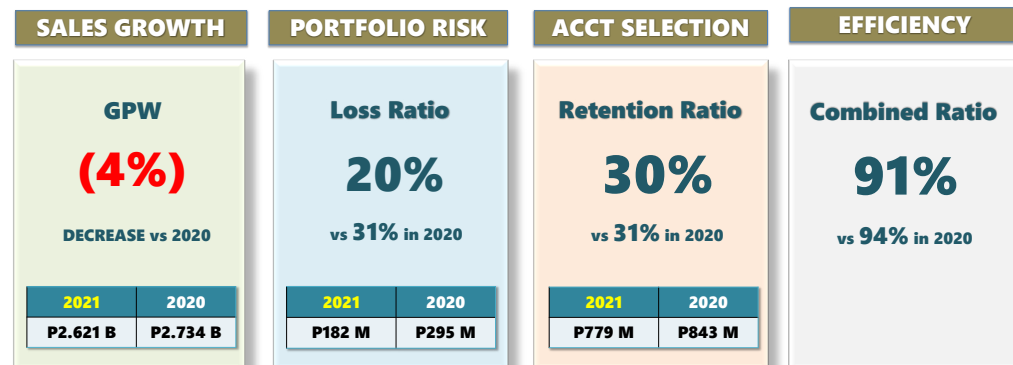 SALES GROWTH
GPW
(4%)
DECREASE vs 2020
2021 2020
P2.621 B P2.734 B
PORTFOLIO RISK
Loss Ratio
20%
vs 31% in 2020
2021 2020
P182 M P295 M
ACCT SELECTION
Retention Ratio
30%
vs 31% in 2020
2021 2020
P779 M P843 M
EFFICIENCY
Combined Ratio
91%
vs 94% in 2020